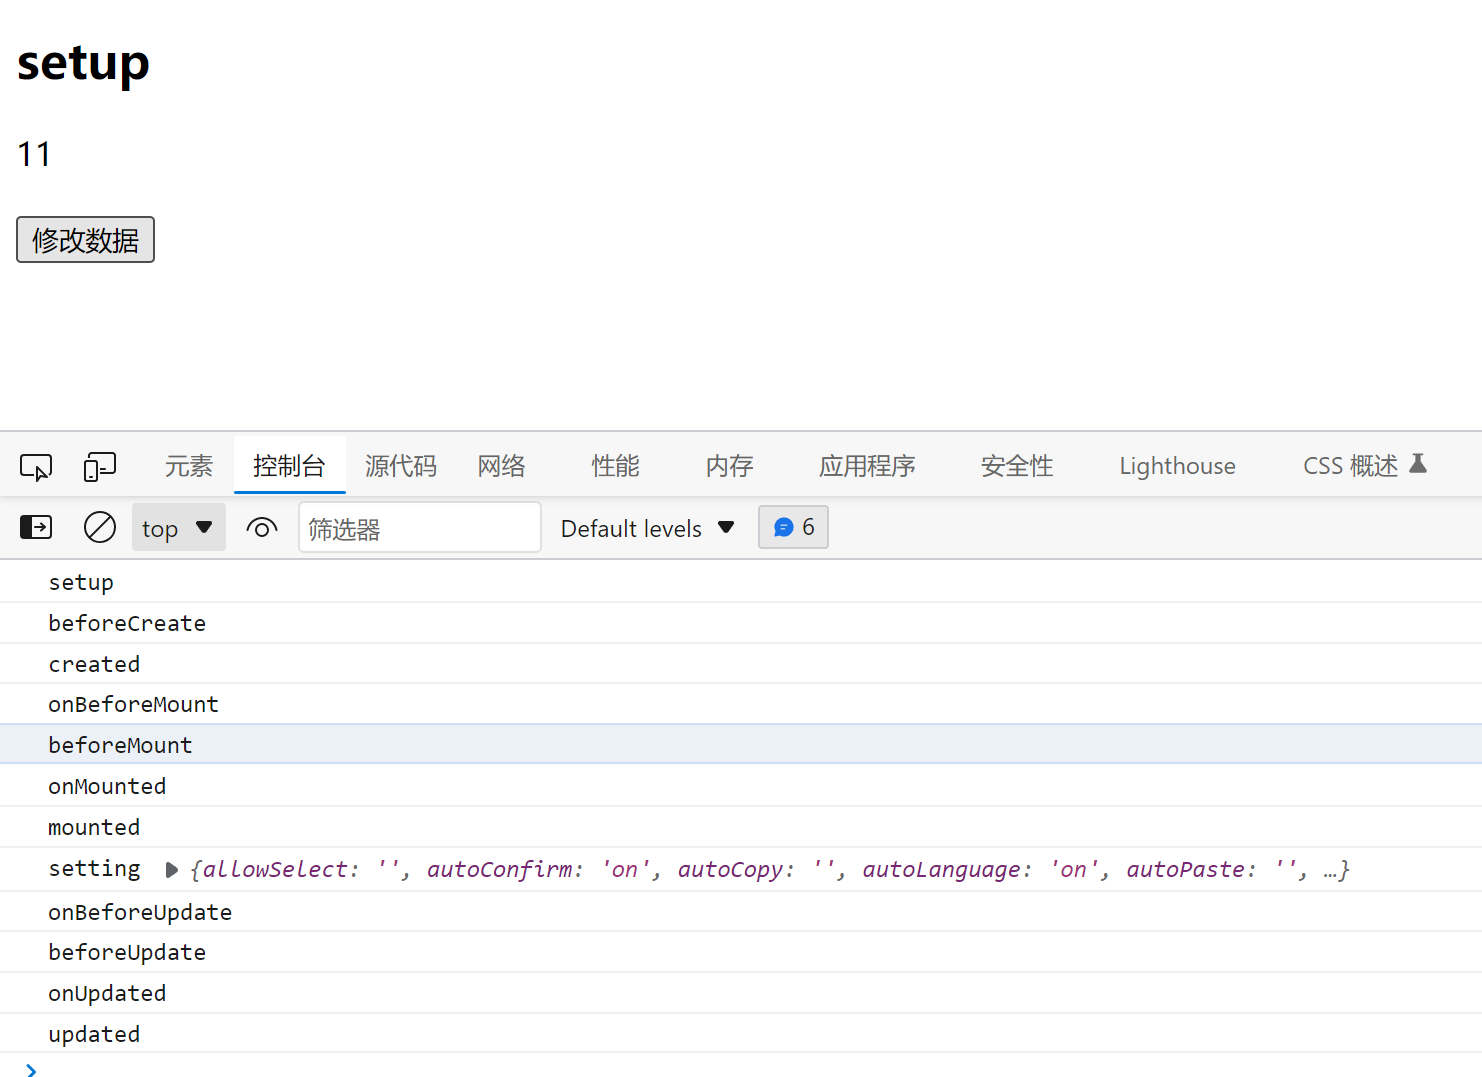 setup
11
修改数据
元素 控制台 源代码 网络 性能 内存 应用程序 安全性 Lighthouse CSS 概述
top 筛选器 Default levels 6
setup
beforeCreate
created
onBeforeMount
beforeMount
onMounted
mounted
setting {allowSelect: '', autoConfirm: 'on', autoCopy: '', autoLanguage: 'on', autoPaste: '', …}
onBeforeUpdate
beforeUpdate
onUpdated
updated